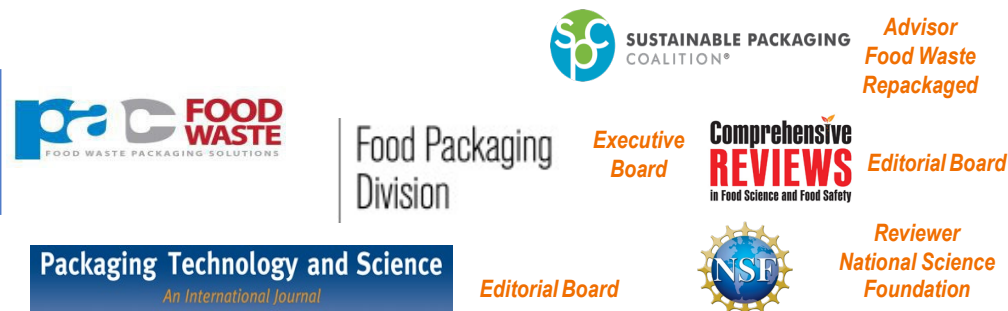 SPC
SUSTAINABLE PACKAGING
COALITION®
Advisor
Food Waste
Repackaged
pac FOOD
WASTE
FOOD WASTE PACKAGING SOLUTIONS
Food Packaging
Division
Executive
Board
Comprehensive
REVIEWS
in Food Science and Food Safety
Editorial Board
Packaging Technology and Science
An International Journal
Editorial Board
NSF
Reviewer
National Science
Foundation